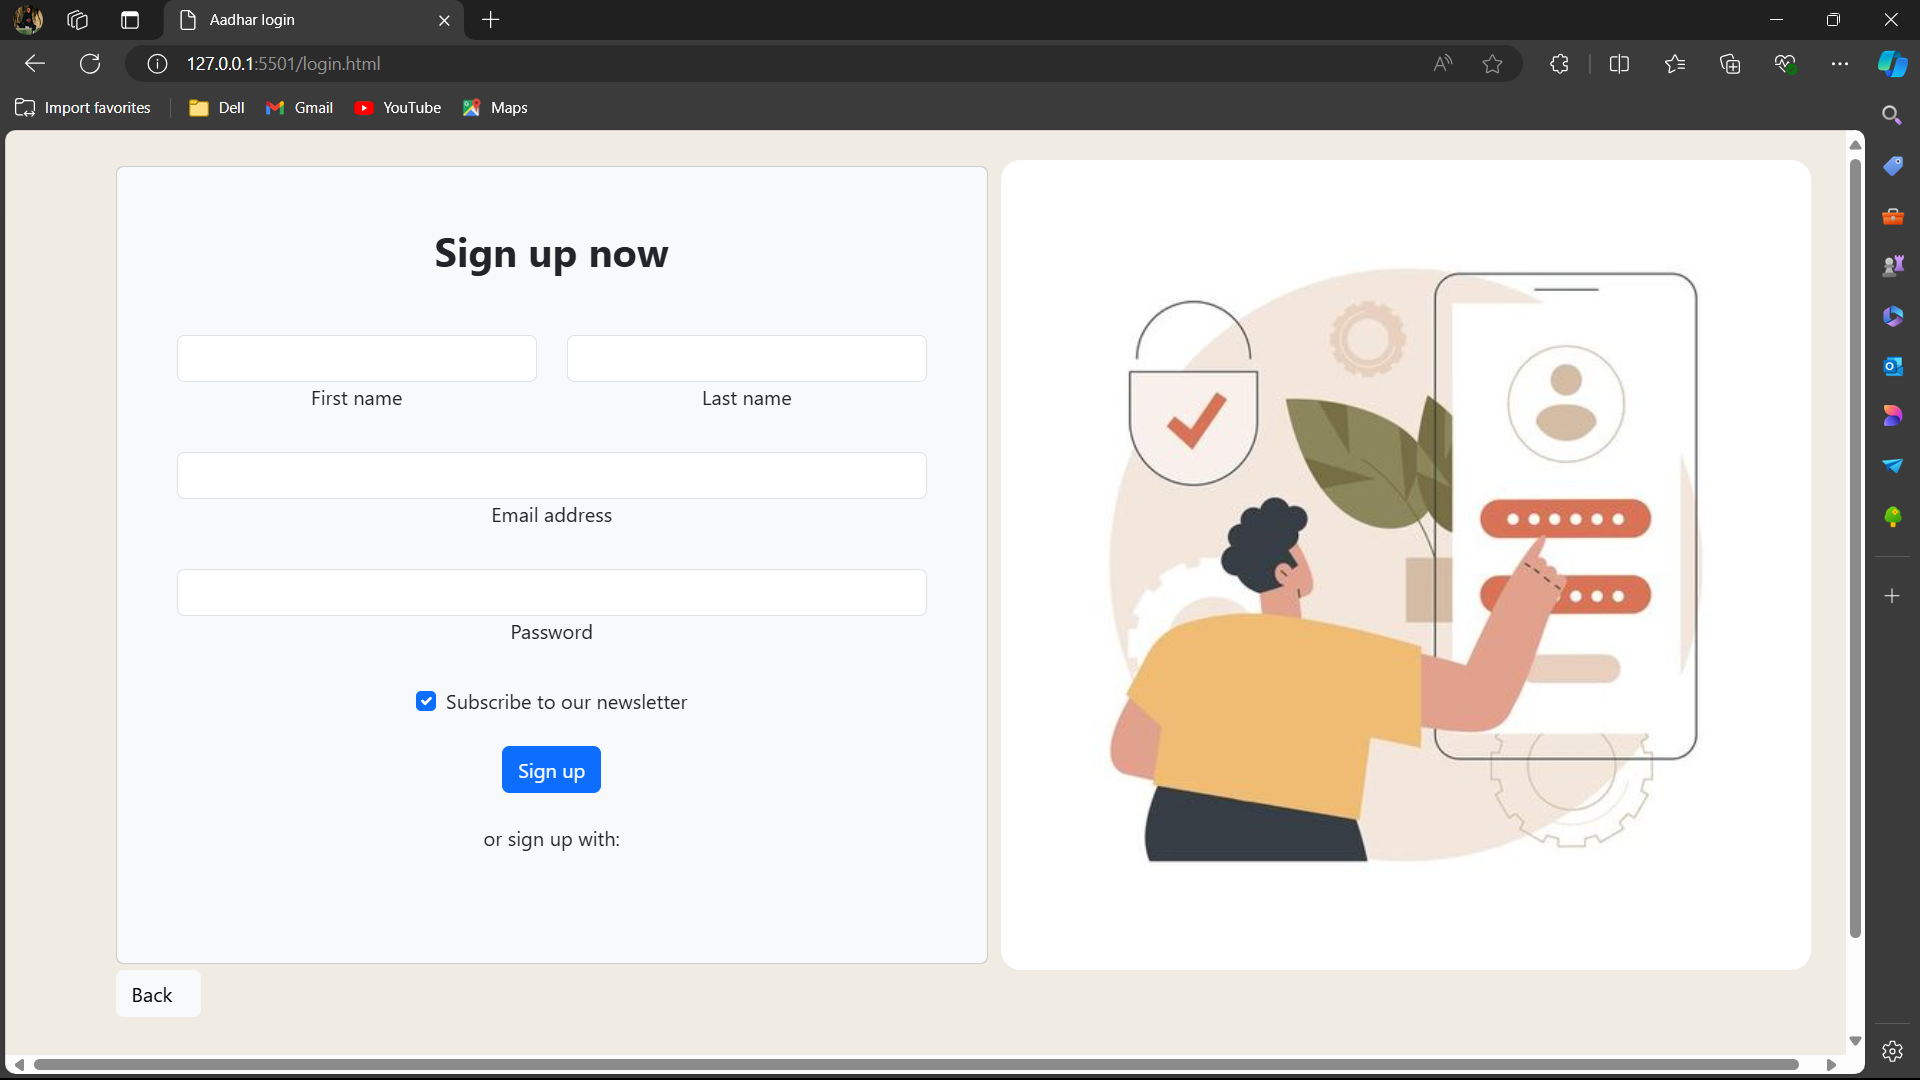 Aadhar login
127.0.0.1:5501/login.html
Import favorites
Dell
Gmail
YouTube
Maps
Sign up now
First name
Last name
Email address
Password
Subscribe to our newsletter
Sign up
or sign up with:
Back